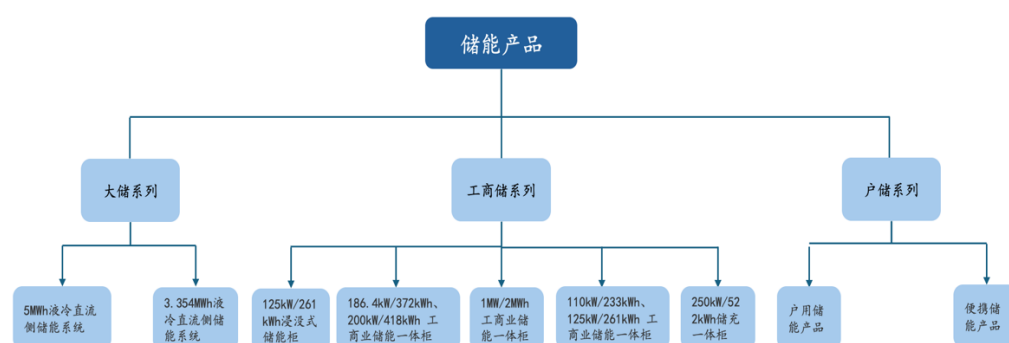 储能产品
大储系列
工商储系列
户储系列
5MWh液冷直流
侧储能系统
3.354MWh液
冷直流侧储
能系统
125kW/261
kWh浸没式
储能柜
186.4kW/372kWh、
200kW/418kWh 工
商业储能一体柜
1MW/2MWh
工商业储
能一体柜
110kW/233kWh、
125kW/261kWh 工
商业储能一体柜
250kW/52
2kWh储充一
体柜
户用储
能产品
便携储
能产品